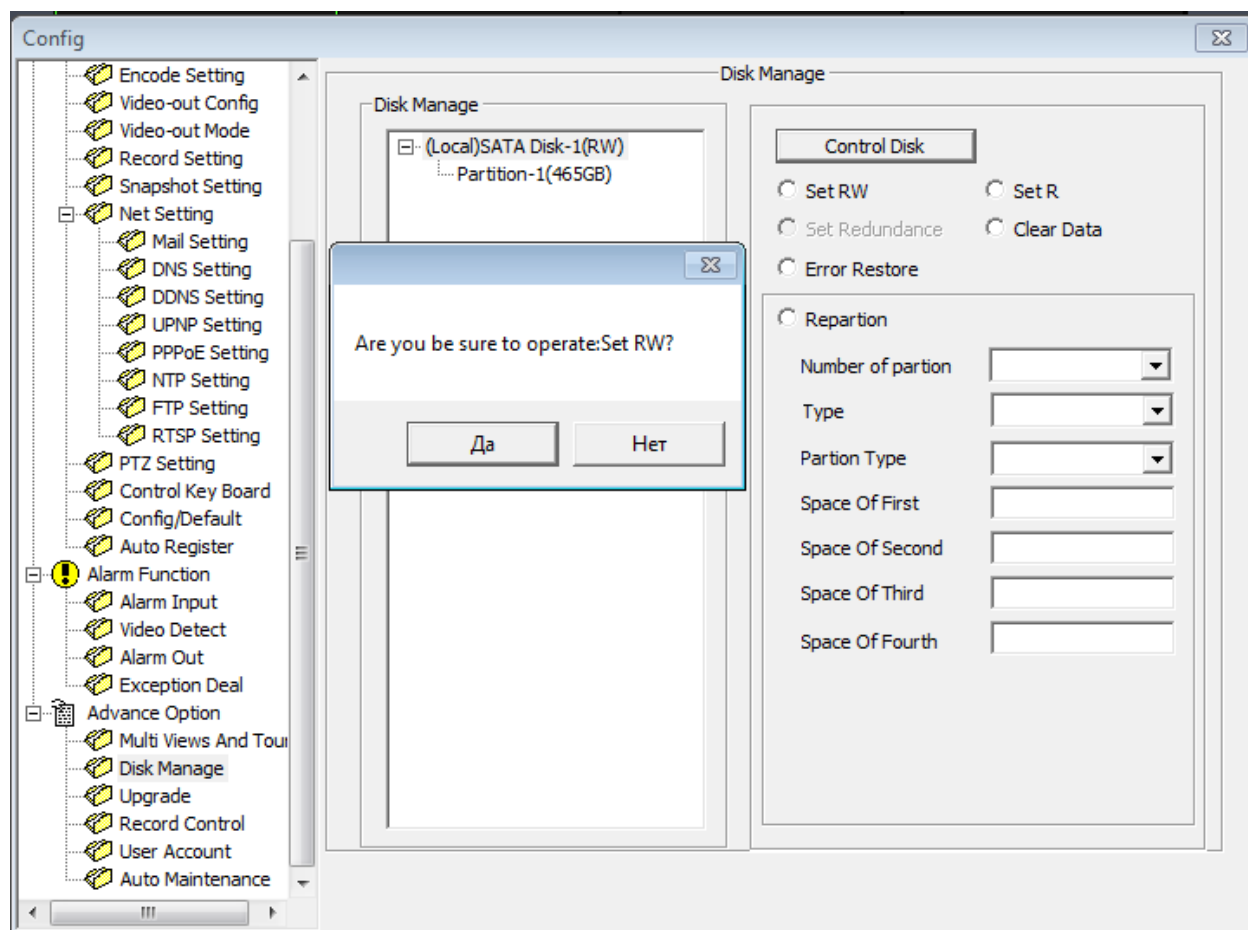 Config
Encode Setting
Video-out Config
Video-out Mode
Record Setting
Snapshot Setting
Net Setting
Mail Setting
DNS Setting
DDNS Setting
UPNP Setting
PPPoE Setting
NTP Setting
FTP Setting
RTSP Setting
PTZ Setting
Control Key Board
Config/Default
Auto Register
Alarm Function
Alarm Input
Video Detect
Alarm Out
Exception Deal
Advance Option
Multi Views And Tour
Disk Manage
Upgrade
Record Control
User Account
Auto Maintenance
Disk Manage
Disk Manage
(Local)SATA Disk-1(RW)
Partition-1(465GB)
Are you be sure to operate:Set RW?
Да
Нет
Control Disk
Set RW
Set R
Set Redundance
Clear Data
Error Restore
Repartion
Number of partion
Type
Partion Type
Space Of First
Space Of Second
Space Of Third
Space Of Fourth